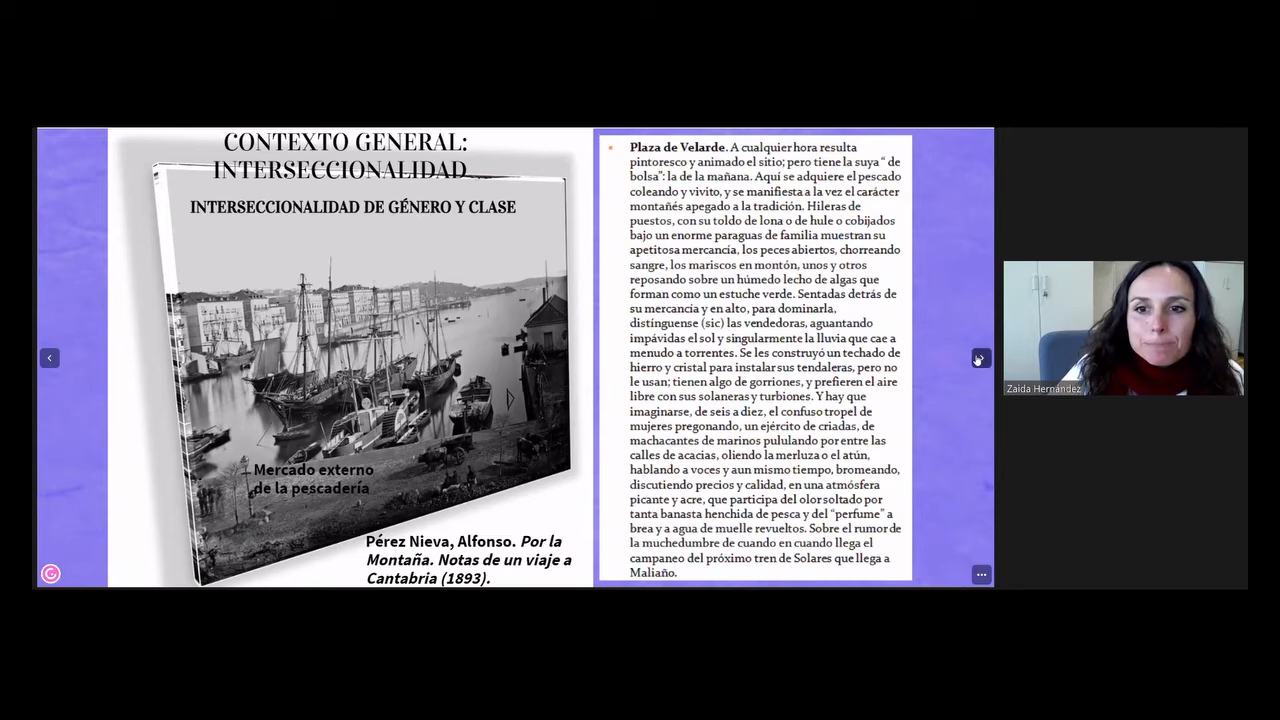 CONTEXTO GENERAL:
INTERSECCIONALIDAD
INTERSECCIONALIDAD DE GÉNERO Y CLASE
Mercado externo
de la pescadería
Pérez Nieva, Alfonso. Por la
Montaña. Notas de un viaje a
Cantabria (1893).
Plaza de Velarde. A cualquier hora resulta
pintoresco y animado el sitio; pero tiene la suya “ de
bolsa”: la de la mañana. Aquí se adquiere el pescado
coleando y vivito, y se manifiesta a la vez el carácter
montañés apegado a la tradición. Hileras de
puestos, con su toldo de lona o de hule o cobijados
bajo un enorme paraguas de familia muestran su
apetitosa mercancía, los peces abiertos, chorreando
sangre, los mariscos en montón, unos y otros
reposando sobre un húmedo lecho de algas que
forman como un estuche verde. Sentadas detrás de
su mercancía y en alto, para dominarla,
distínguense (sic) las vendedoras, aguantando
impávidas el sol y singularmente la lluvia que cae a
menudo a torrentes. Se les construyó un techado de
hierro y cristal para instalar sus tendaleras, pero no
le usan; tienen algo de gorriones, y prefieren el aire
libre con sus solaneras y turbiones. Y hay que
imaginarse, de seis a diez, el confuso tropel de
mujeres pregonando, un ejército de criadas, de
machacantes de marinos pululando por entre las
calles de acacias, oliendo la merluza o el atún,
hablando a voces y aun mismo tiempo, bromeando,
discutiendo precios y calidad, en una atmósfera
picante y acre, que participa del olor soltado por
tanta banasta henchida de pesca y del “perfume” a
brea y a agua de muelle revueltos. Sobre el rumor de
la muchedumbre de cuando en cuando llega el
campaneo del próximo tren de Solares que llega a
Maliaño.
Zaida Hernández